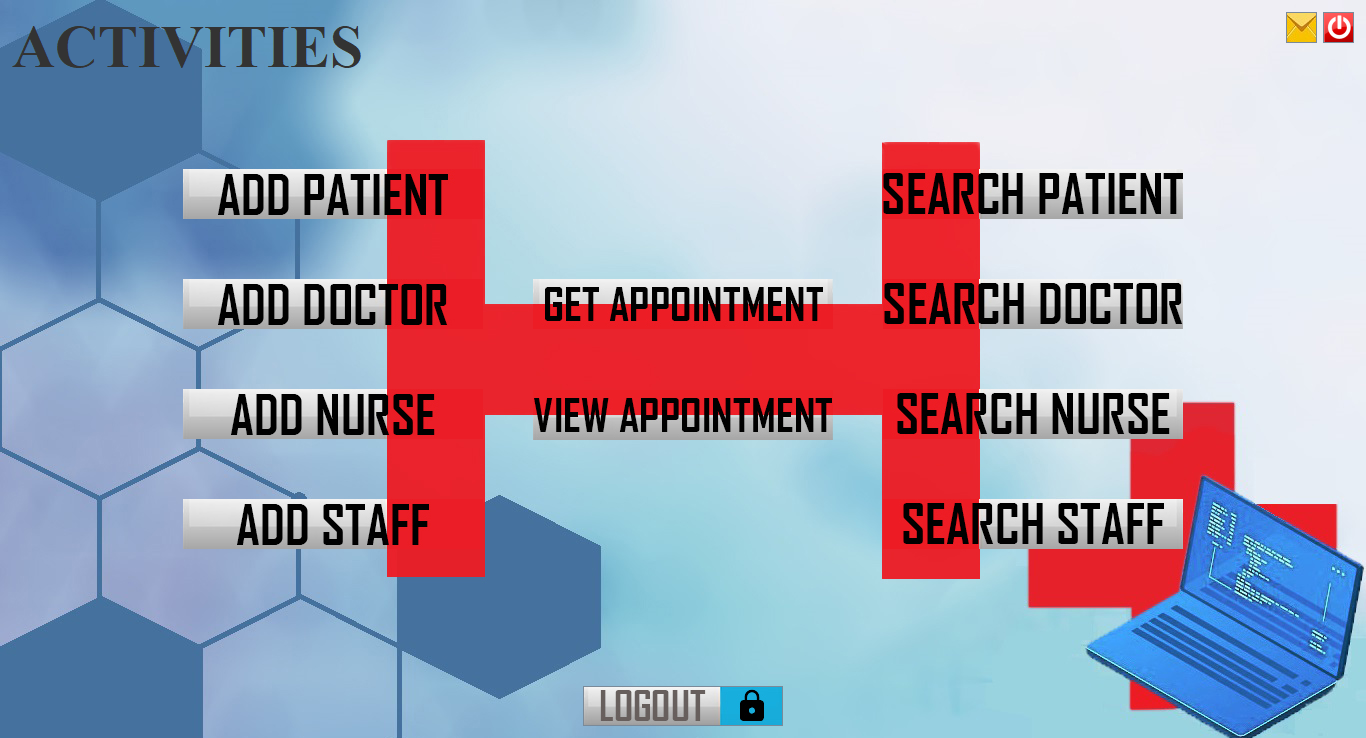 ACTIVITIES
ADD PATIENT
SEARCH PATIENT
ADD DOCTOR
GET APPOINTMENT
SEARCH DOCTOR
ADD NURSE
VIEW APPOINTMENT
SEARCH NURSE
ADD STAFF
SEARCH STAFF
LOGOUT